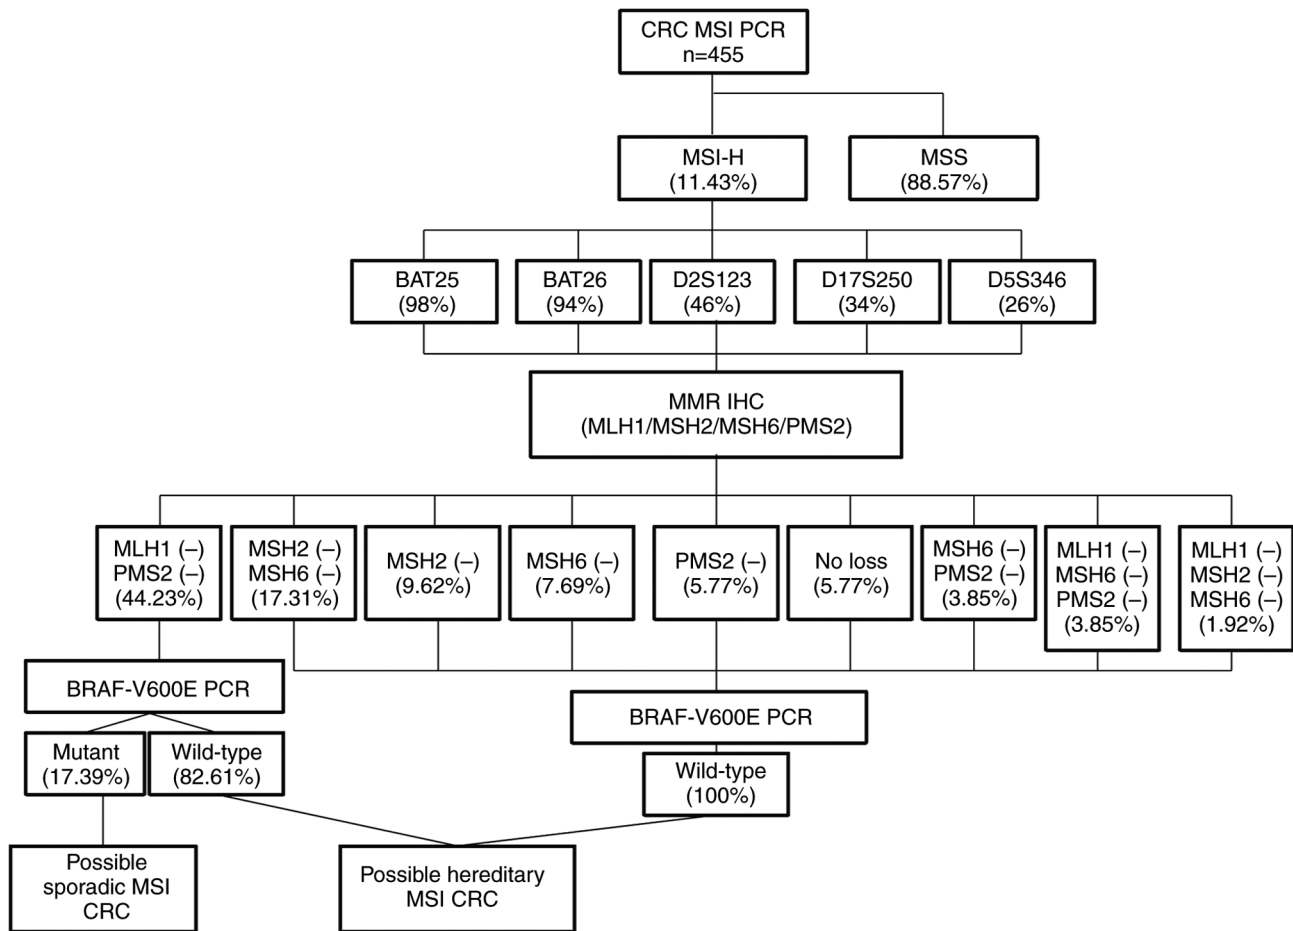 CRC MSI PCR
n=455
MSI-H
(11.43%)
MSS
(88.57%)
BAT25
(98%)
BAT26
(94%)
D2S123
(46%)
D17S250
(34%)
D5S346
(26%)
MMR IHC
(MLH1/MSH2/MSH6/PMS2)
MLH1 (–)
PMS2 (–)
(44.23%)
MSH2 (–)
MSH6 (–)
(17.31%)
MSH2 (–)
(9.62%)
MSH6 (–)
(7.69%)
PMS2 (–)
(5.77%)
No loss
(5.77%)
MSH6 (–)
PMS2 (–)
(3.85%)
MLH1 (–)
MSH6 (–)
PMS2 (–)
(3.85%)
MLH1 (–)
MSH2 (–)
MSH6 (–)
(1.92%)
BRAF-V600E PCR
BRAF-V600E PCR
Mutant
(17.39%)
Wild-type
(82.61%)
Wild-type
(100%)
Possible
sporadic MSI
CRC
Possible hereditary
MSI CRC